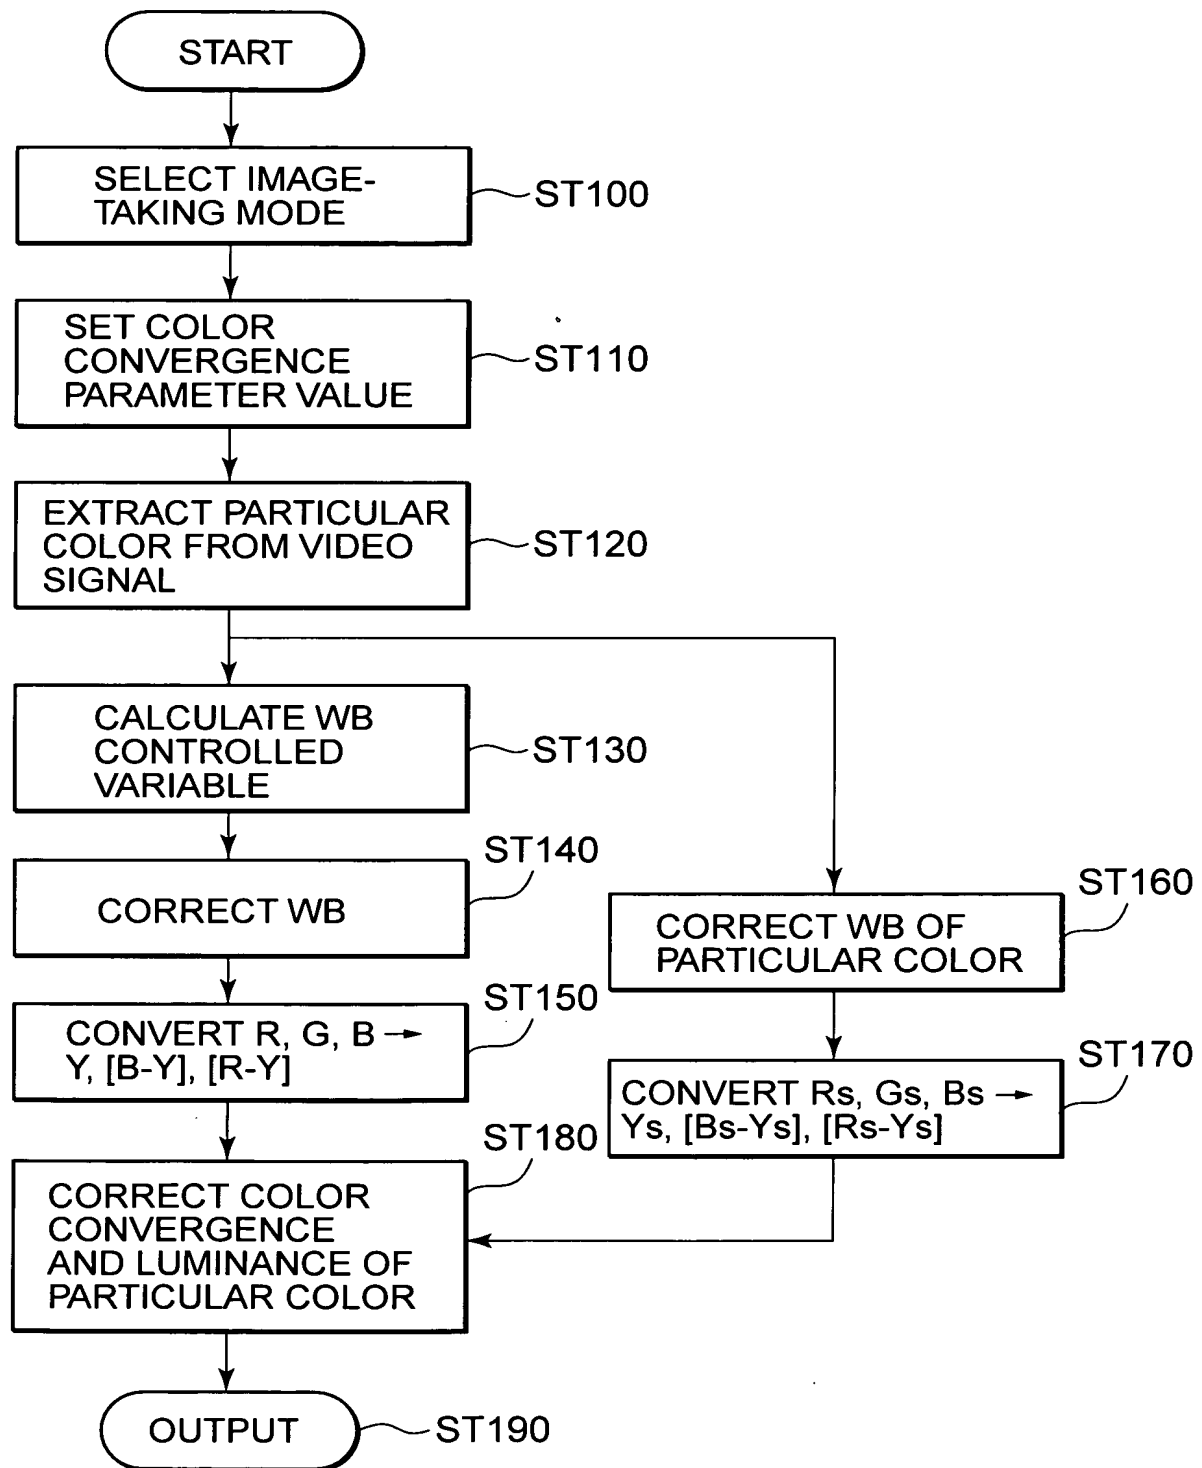 START
SELECT IMAGE-
TAKING MODE
ST100
SET COLOR
CONVERGENCE
PARAMETER VALUE
ST110
EXTRACT PARTICULAR
COLOR FROM VIDEO
SIGNAL
ST120
CALCULATE WB
CONTROLLED
VARIABLE
ST130
CORRECT WB
ST140
CONVERT R, G, B →
Y, [B-Y], [R-Y]
ST150
CORRECT WB OF
PARTICULAR COLOR
ST160
CONVERT Rs, Gs, Bs →
Ys, [Bs-Ys], [Rs-Ys]
ST170
CORRECT COLOR
CONVERGENCE
AND LUMINANCE OF
PARTICULAR COLOR
ST180
OUTPUT
ST190